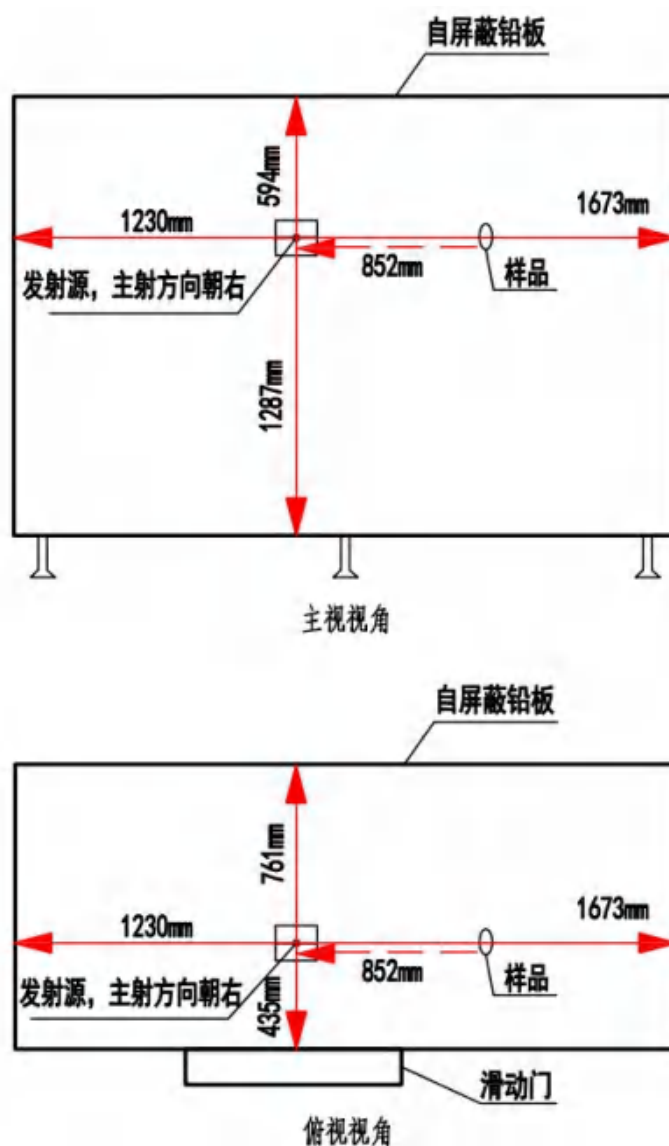 自屏蔽铅板
594mm
1230mm
1673mm
852mm
发射源，主射方向朝右
样品
1287mm
主视视角
自屏蔽铅板
761mm
1230mm
1673mm
852mm
发射源，主射方向朝右
435mm
样品
滑动门
俯视视角